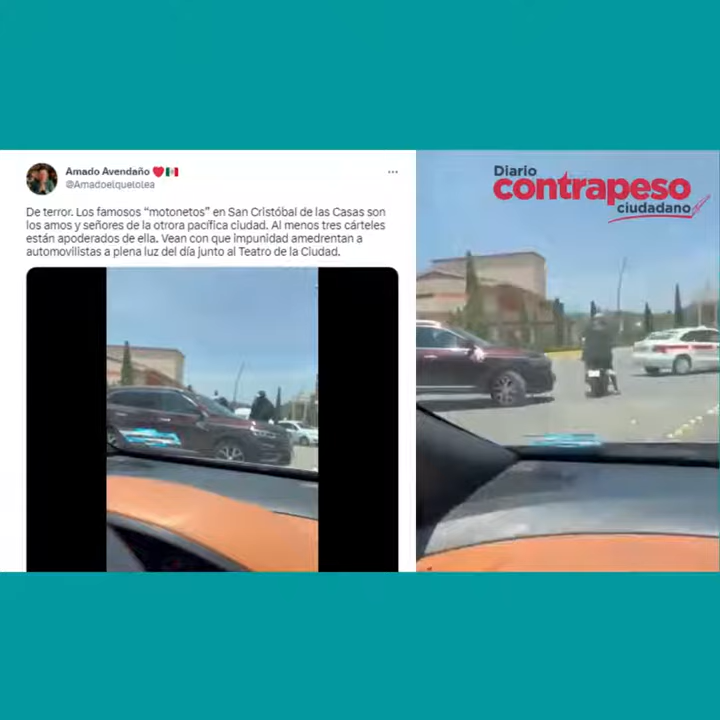 Amado Avendaño ❤️🇲🇽
@Amadoelquelolea
De terror. Los famosos “motonetos” en San Cristóbal de las Casas son
los amos y señores de la otrora pacífica ciudad. Al menos tres cárteles
están apoderados de ella. Vean con que impunidad amedrentan a
automovilistas a plena luz del día junto al Teatro de la Ciudad.
Diario
contrapeso
ciudadano